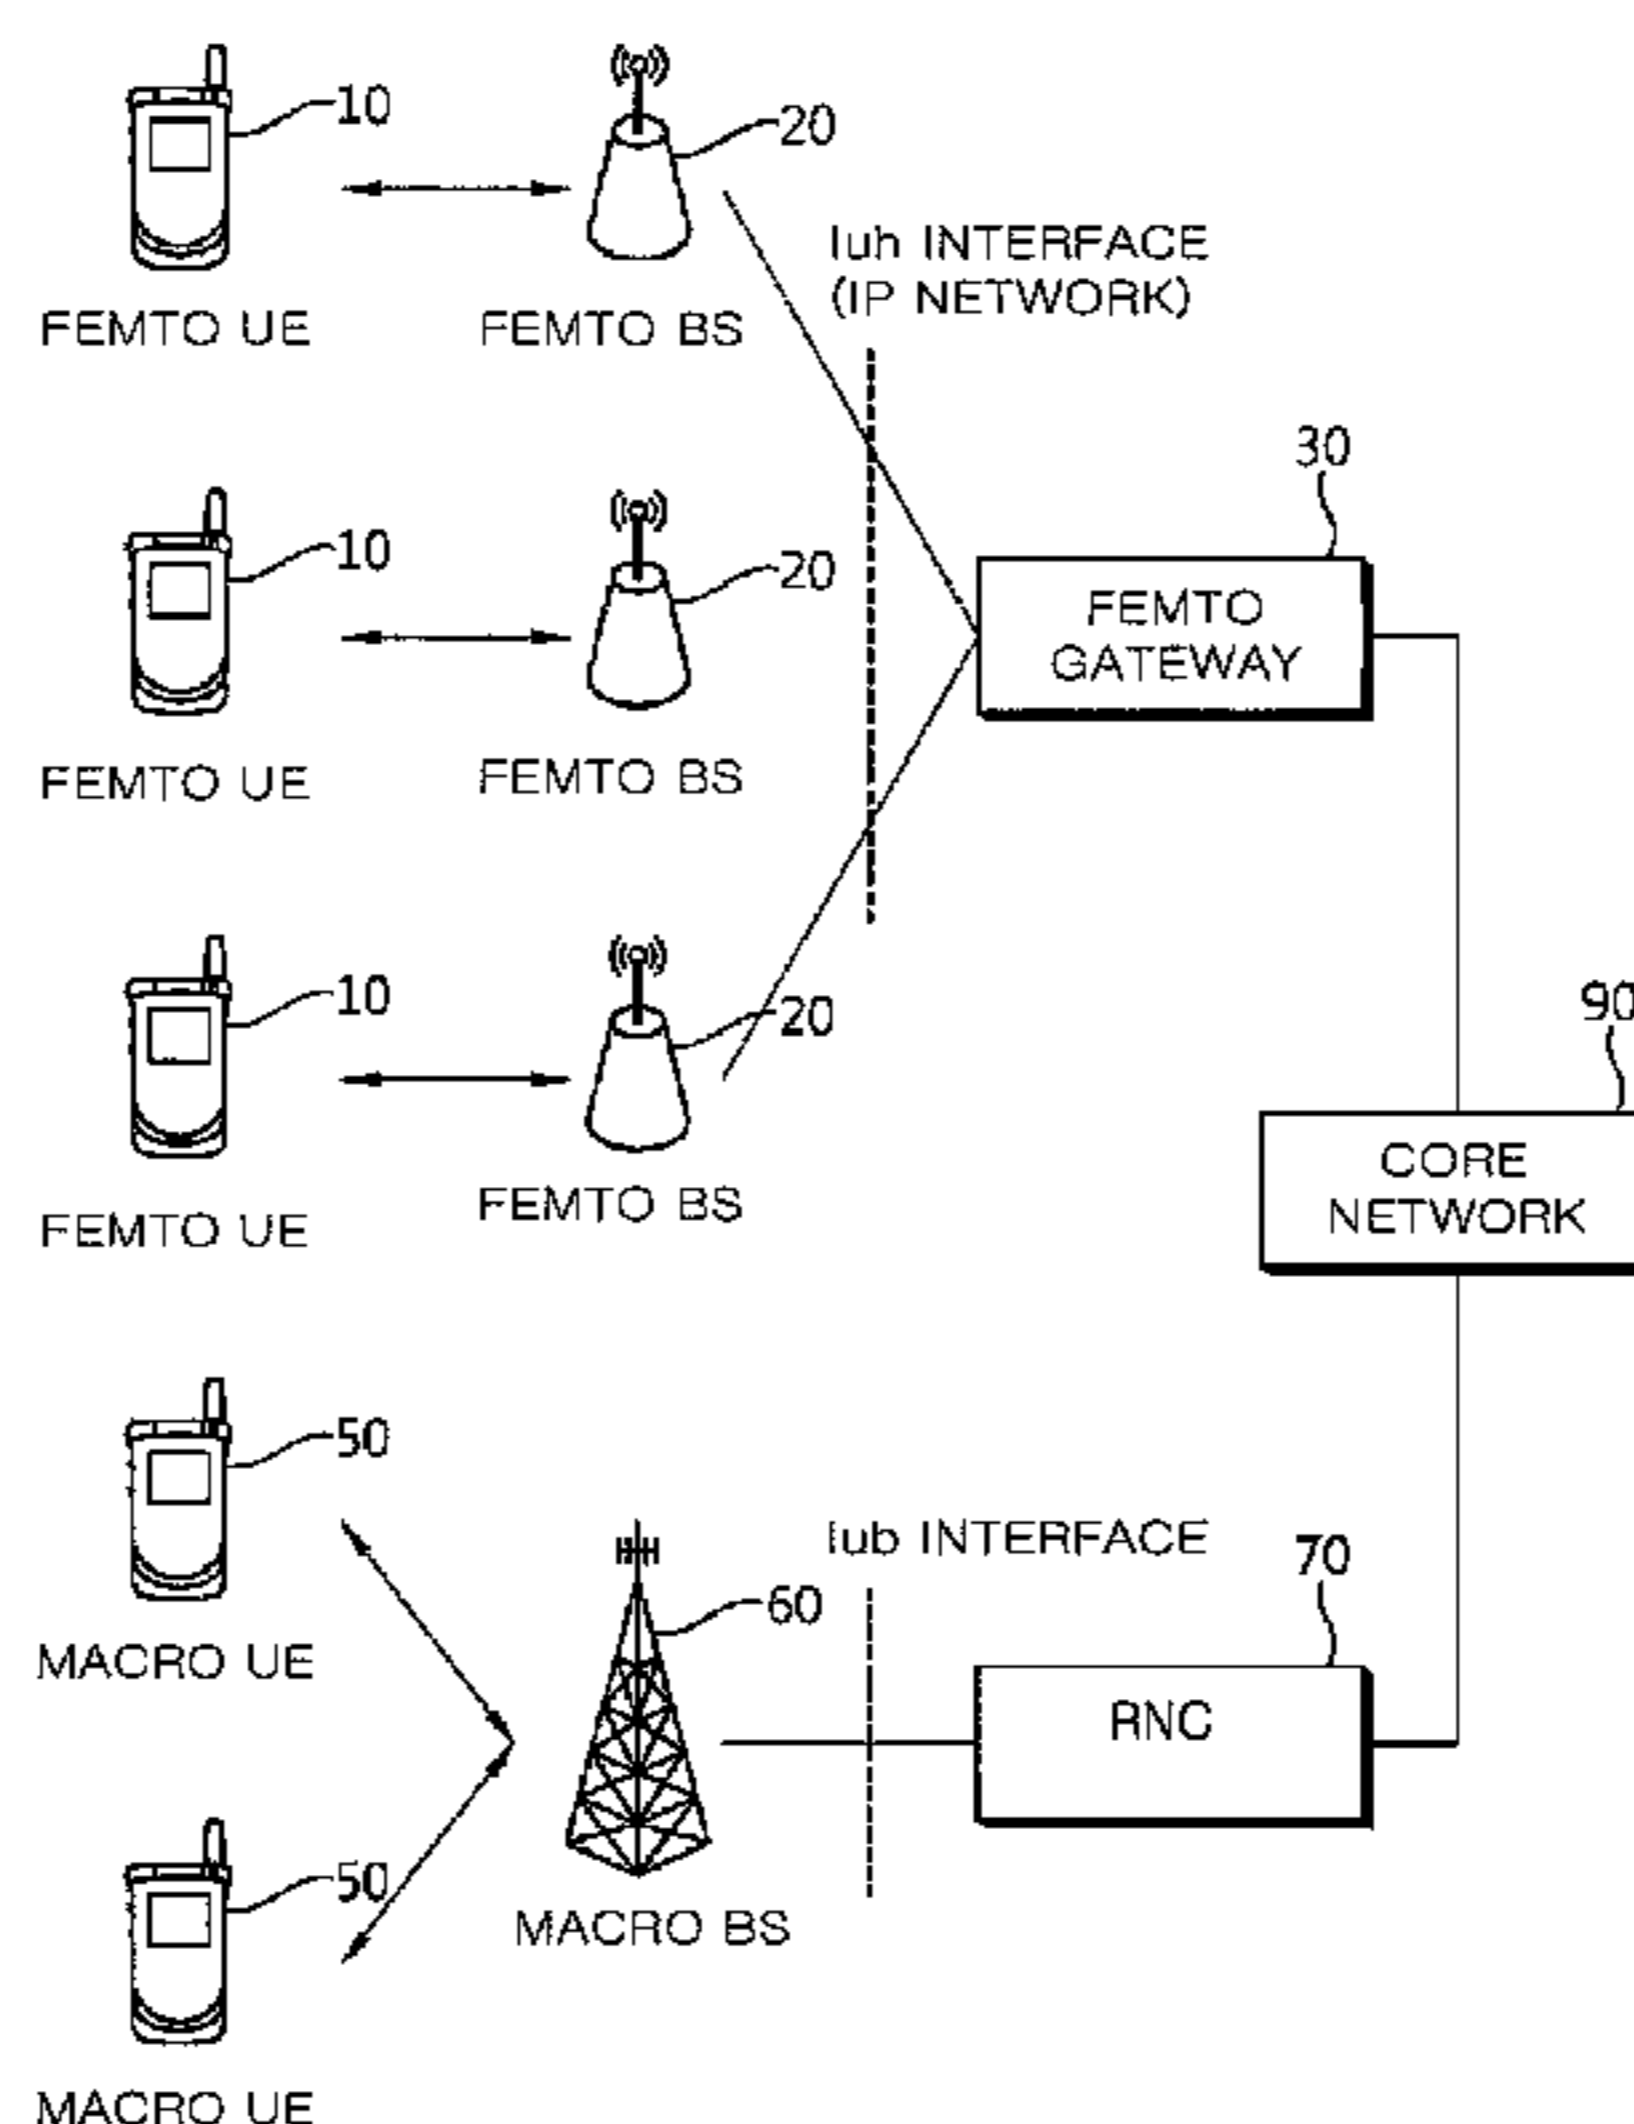 10
20
Iuh INTERFACE
(IP NETWORK)
FEMTO UE
FEMTO BS
30
10
20
FEMTO
GATEWAY
FEMTO UE
FEMTO BS
10
20
90
CORE
NETWORK
FEMTO UE
FEMTO BS
50
Iub INTERFACE
70
60
MACRO UE
RNC
50
MACRO BS
MACRO UE